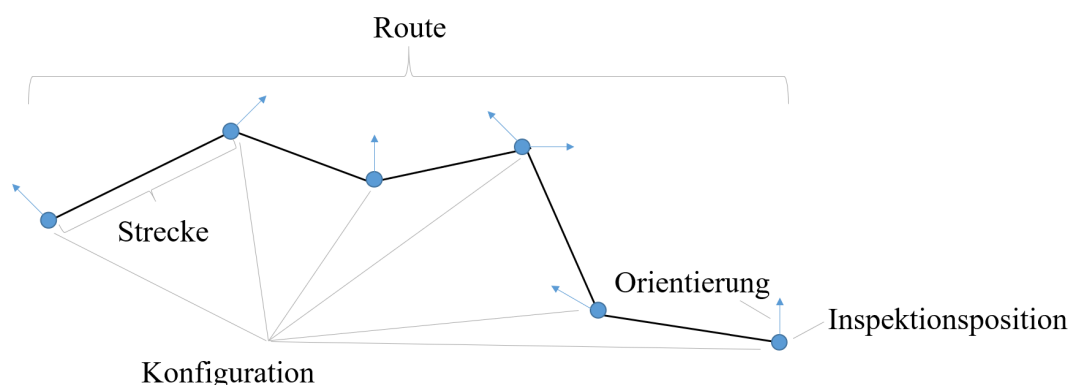 Route
Strecke
Orientierung
Inspektionsposition
Konfiguration